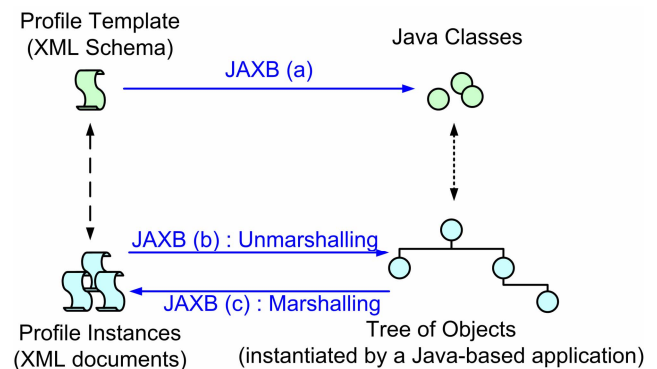 Profile Template
(XML Schema)
Java Classes
JAXB (a)
JAXB (b) : Unmarshalling
JAXB (c) : Marshalling
Profile Instances
(XML documents)
Tree of Objects
(instantiated by a Java-based application)